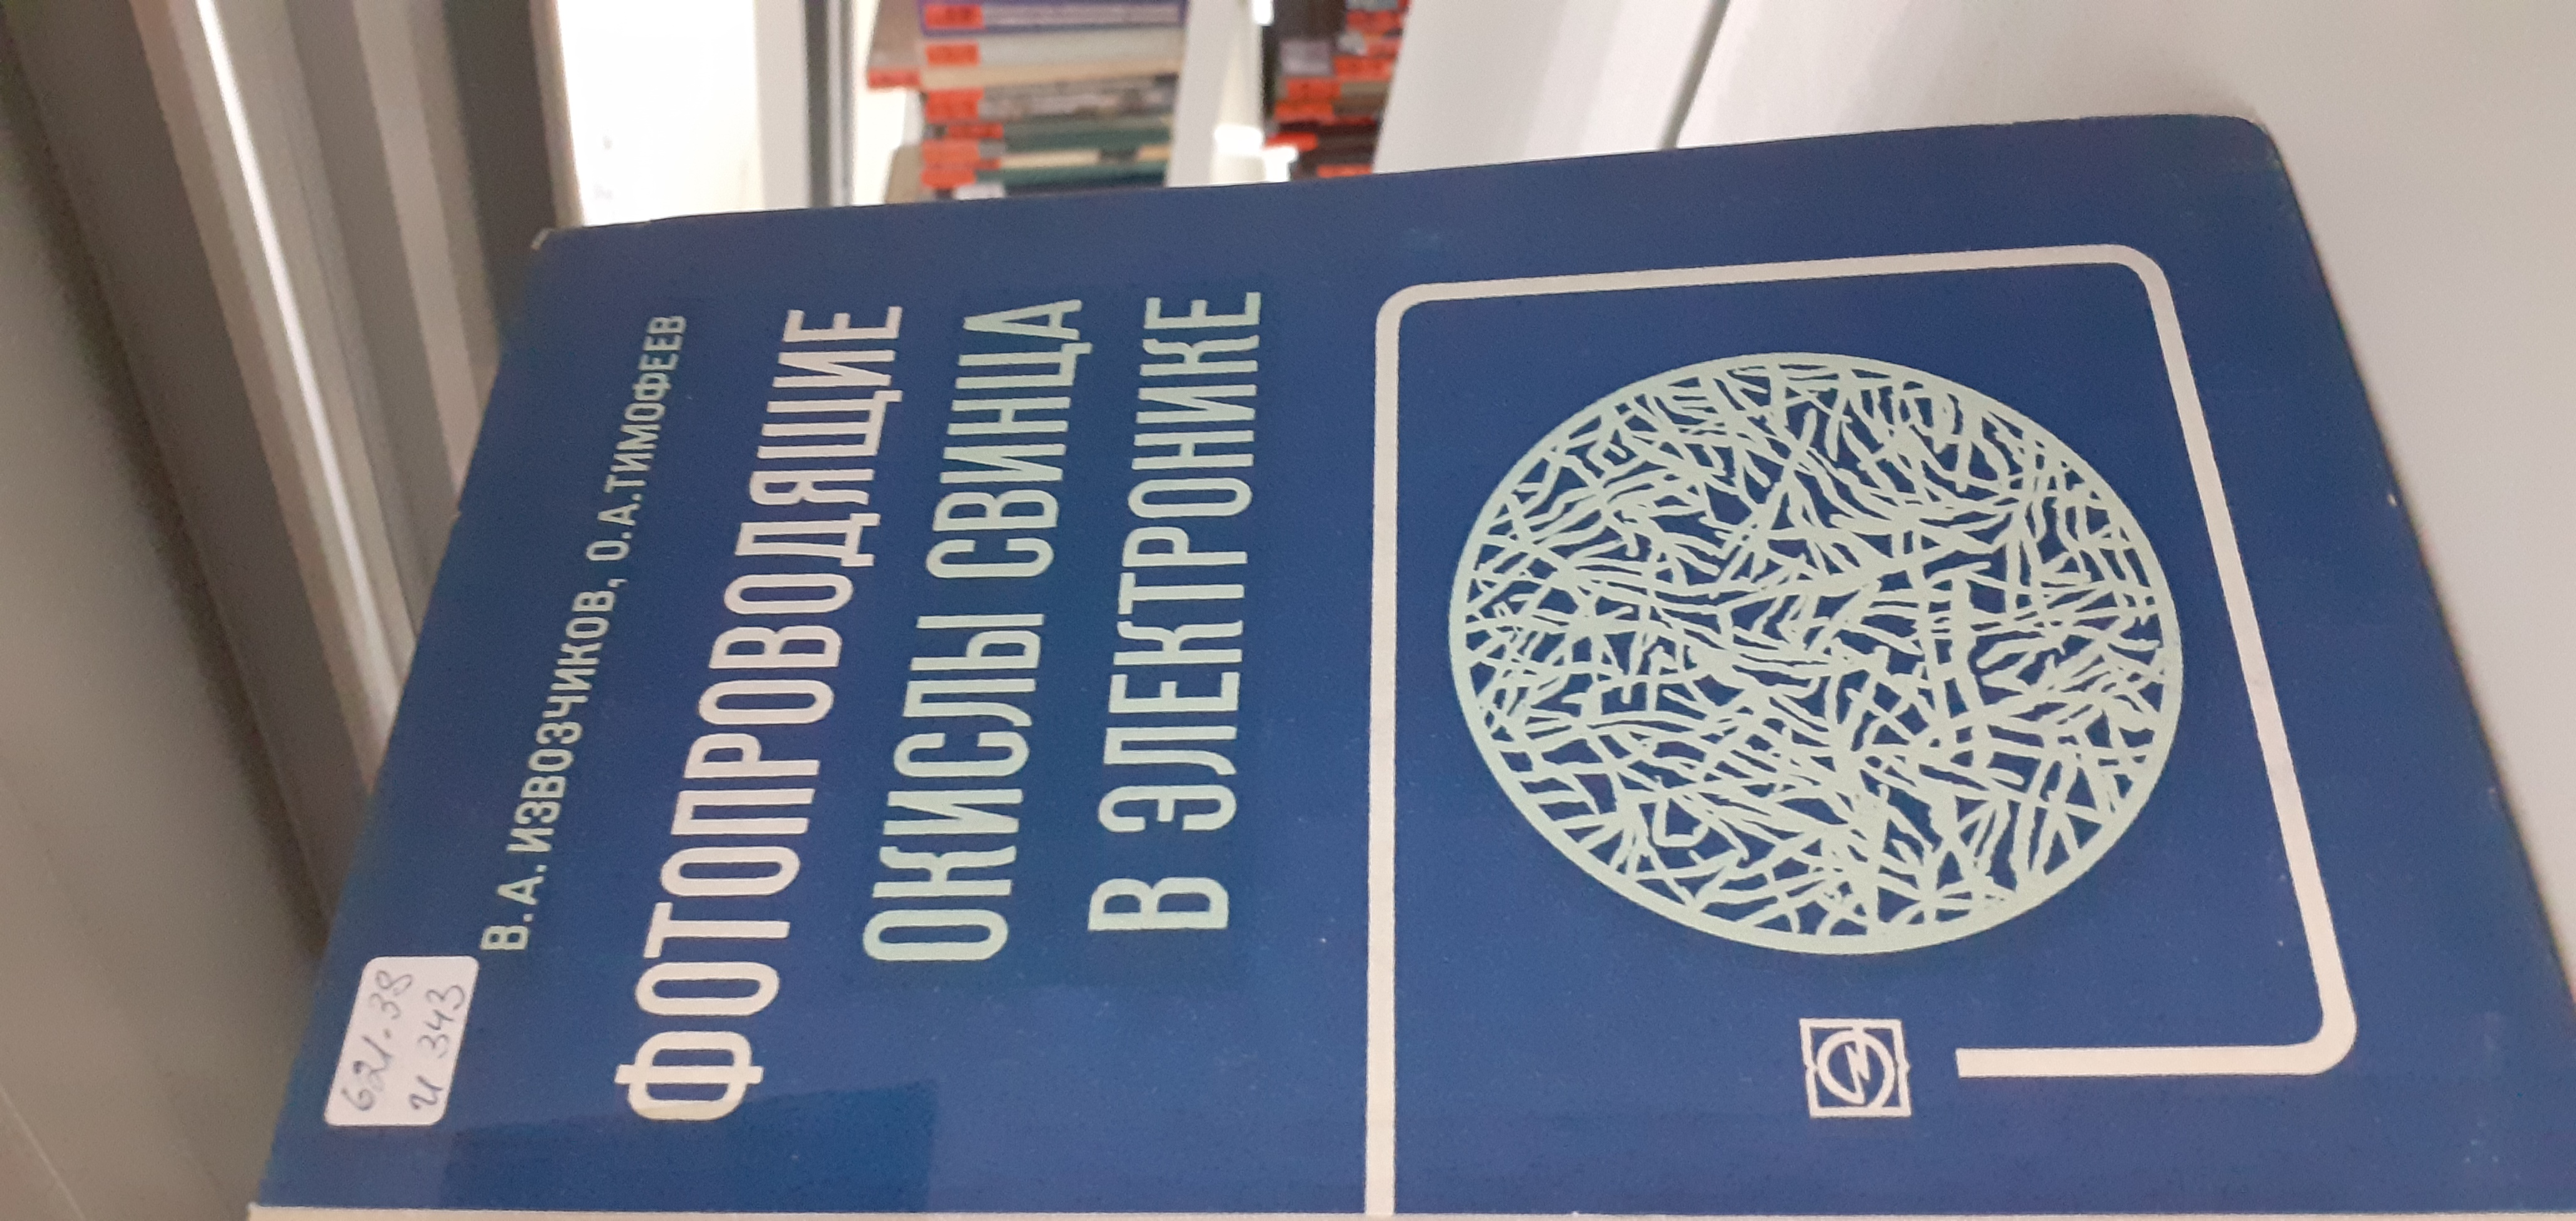 621.38
И 343
В. А. ИЗВОЗЧИКОВ, О. А. ТИМОФЕЕВ
ФОТОПРОВОДЯЩИЕ
ОКИСЛЫ СВИНЦА
В ЭЛЕКТРОНИКЕ